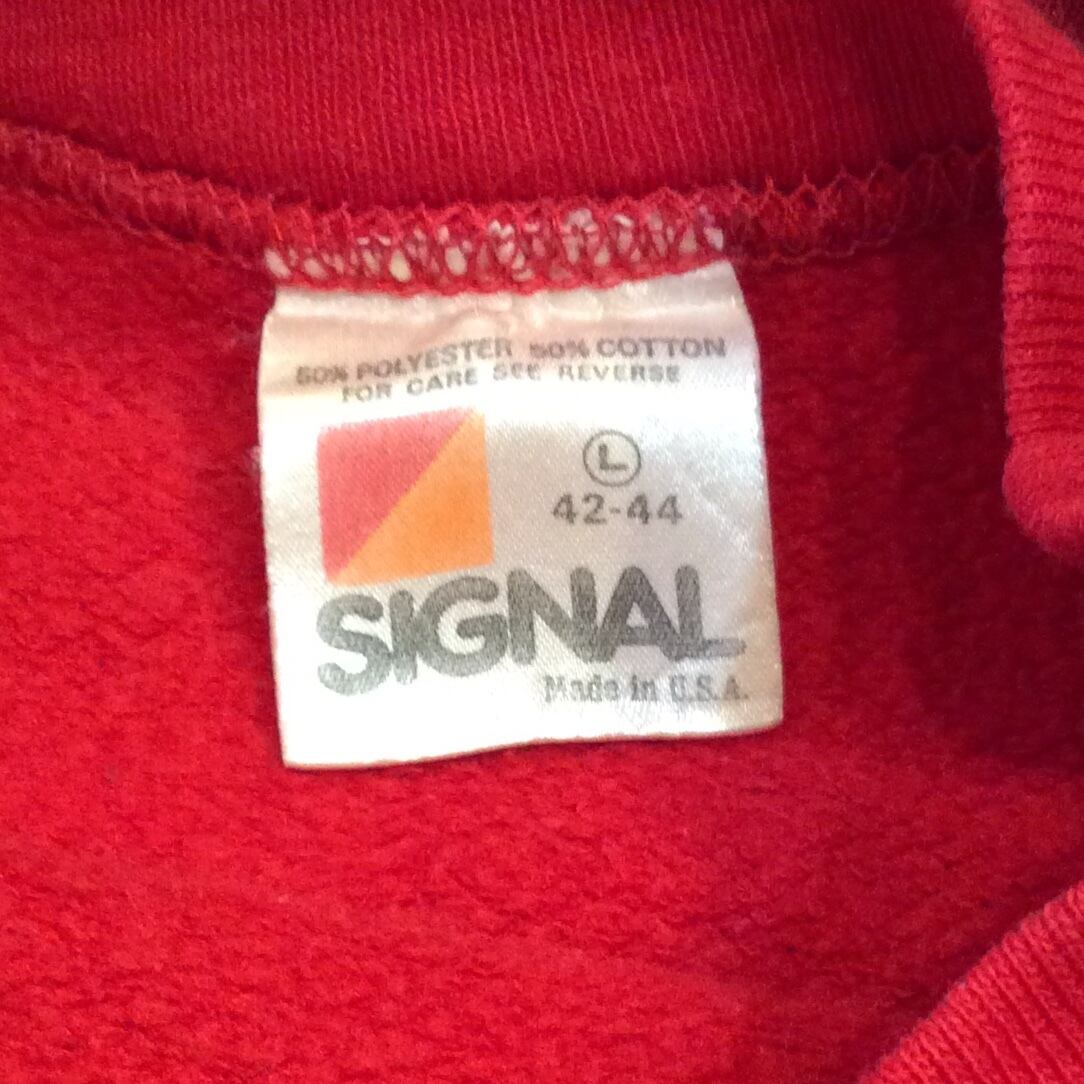 50% POLYESTER 50% COTTON
FOR CARE SEE REVERSE
L
42-44
SIGNAL
Made in U.S.A.